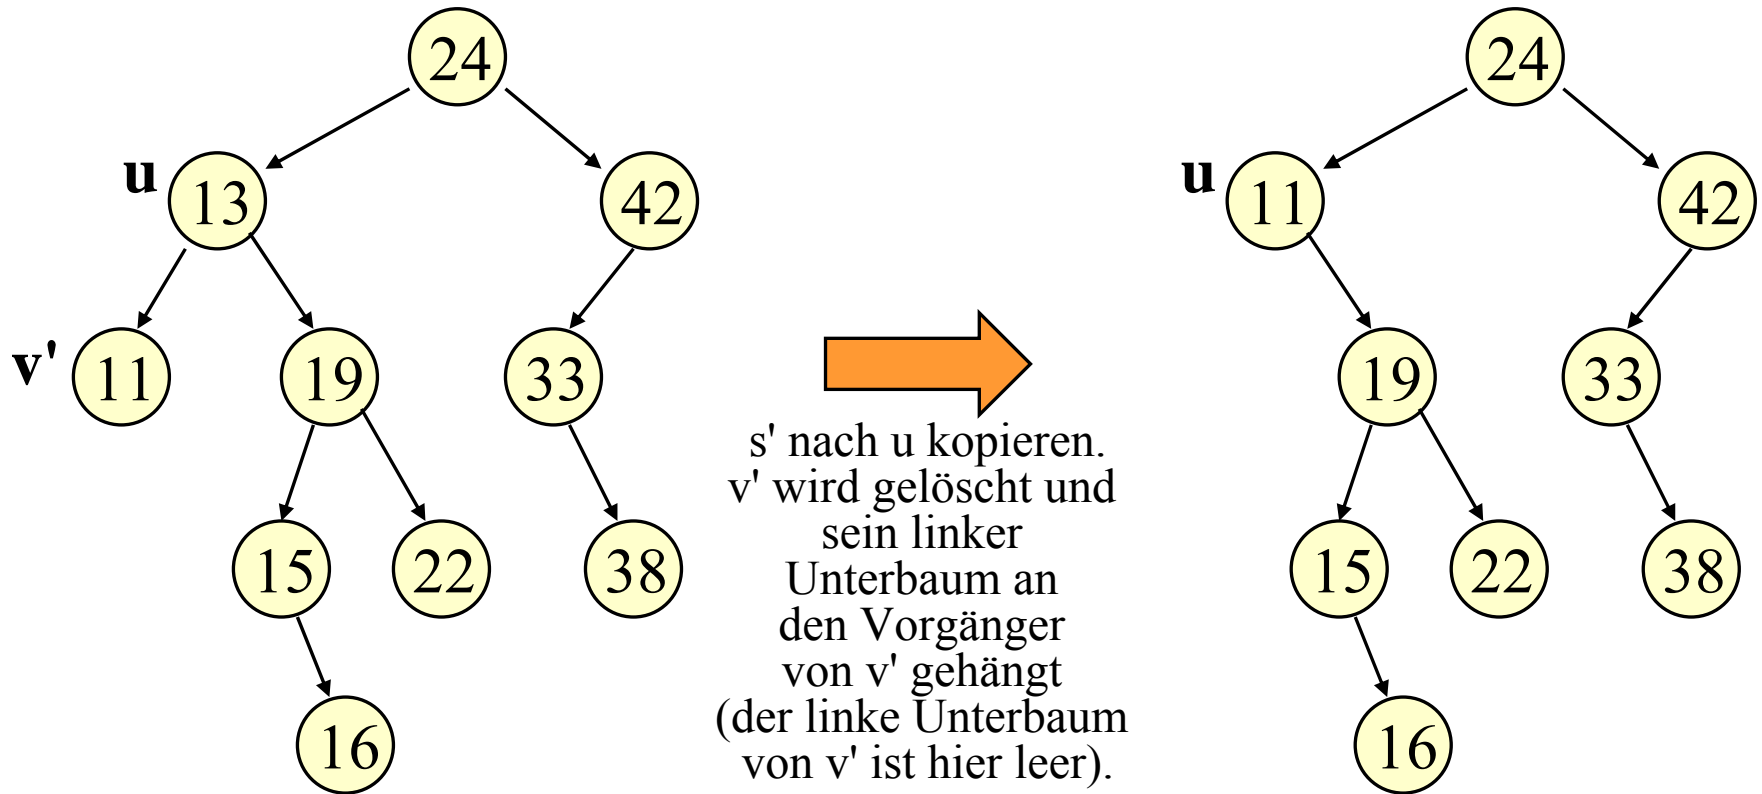 24
u
13
42
v'
11
19
33
15
22
38
16
s' nach u kopieren.
v' wird gelöscht und
sein linker
Unterbaum an
den Vorgänger
von v' gehängt
(der linke Unterbaum
von v' ist hier leer).
24
u
11
42
19
33
15
22
38
16